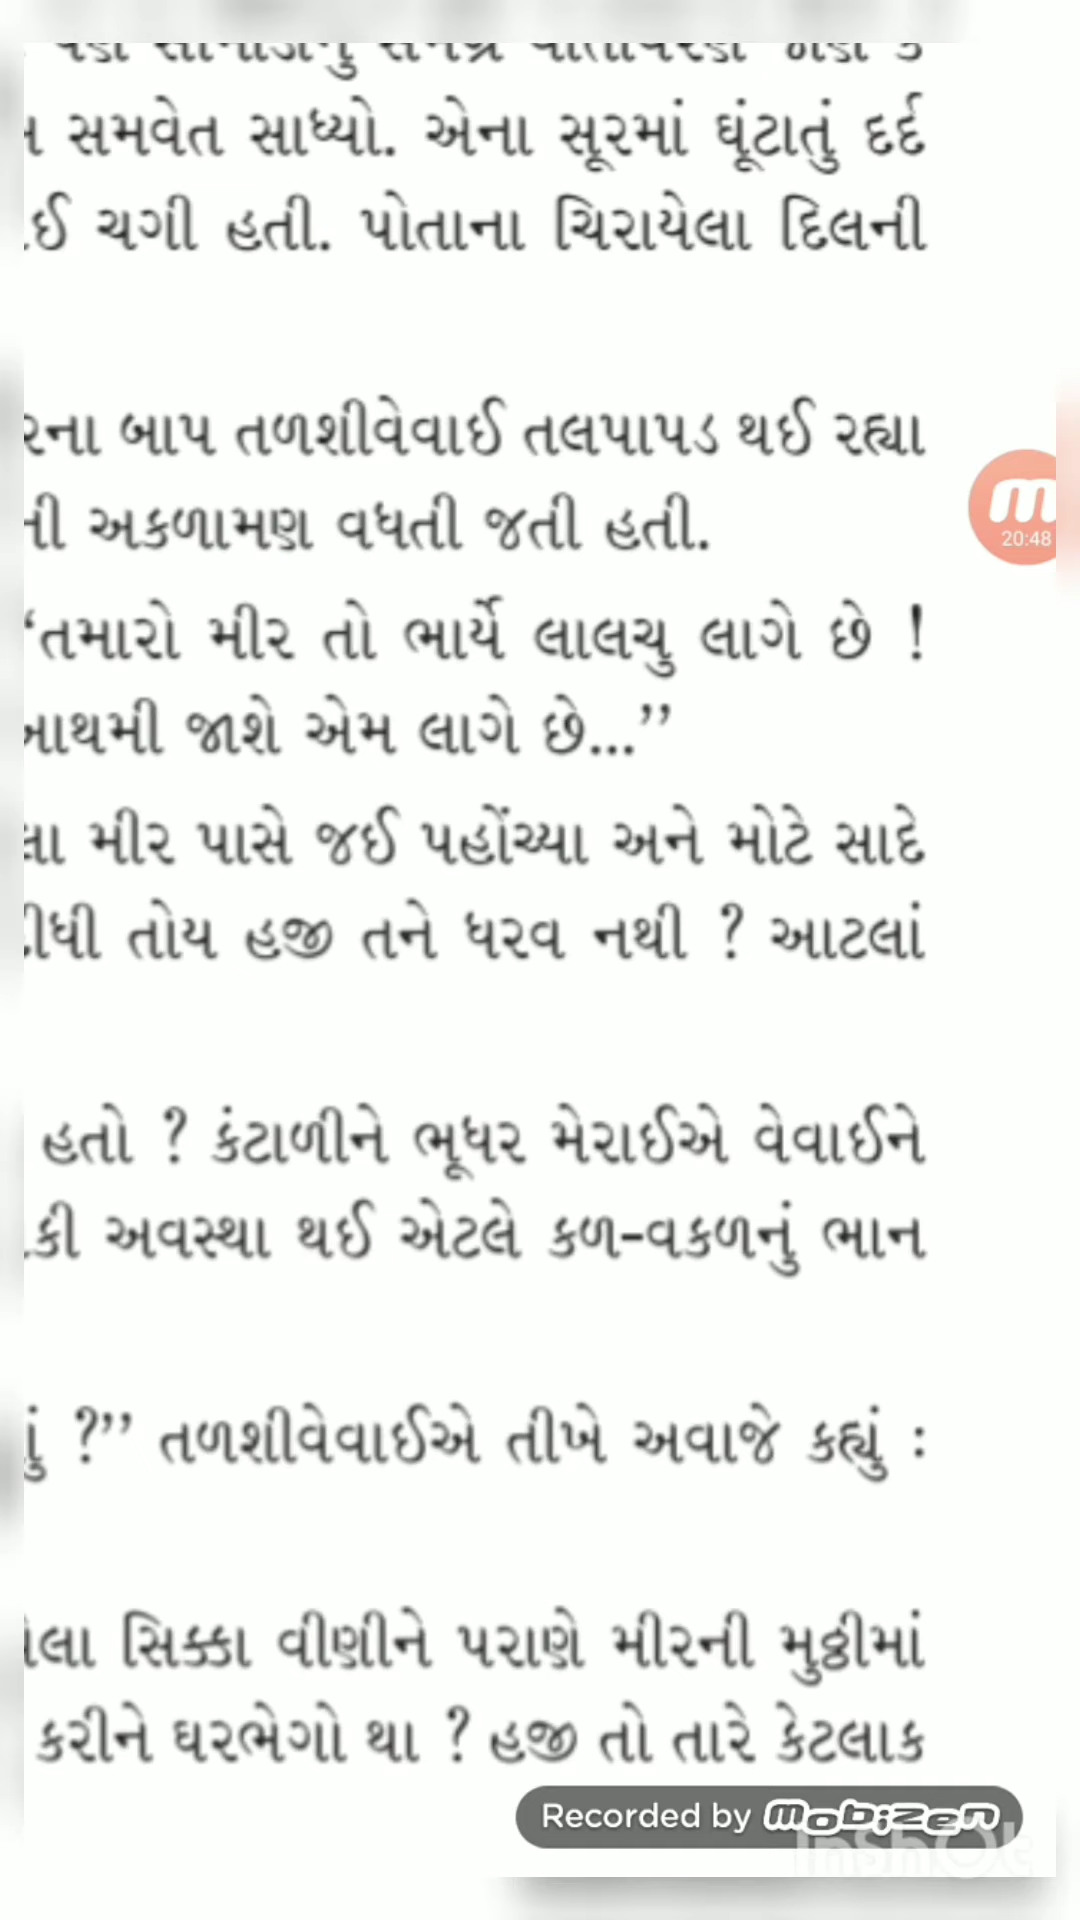 સમવેત સાધ્યો. એના સૂરમાં ઘૂંટાતું દર્દ
ઈ ચગી હતી. પોતાના ચિરાયેલા દિલની
રના બાપ તળશીવેવાઈ તલપાપડ થઈ રહ્યા
ની અકળામણ વધતી જતી હતી.
‘તમારો મીર તો ભાર્યે લાલચુ લાગે છે !
આથમી જાશે એમ લાગે છે...’’
લા મીર પાસે જઈ પહોંચ્યા અને મોટે સાદે
ીધી તોય હજી તને ધરવ નથી ? આટલાં
હતો ? કંટાળીને ભૂધર મેરાઈએ વેવાઈને
કી અવસ્થા થઈ એટલે કળ-વકળનું ભાન
?’’ તળશીવેવાઈએ તીખે અવાજે કહ્યું :
ેલા સિક્કા વીણીને પરાણે મીરની મુઠ્ઠીમાં
કરીને ઘરભેગો થા ? હજી તો તારે કેટલાક
m
20:48
Recorded by mobizen
InShOt